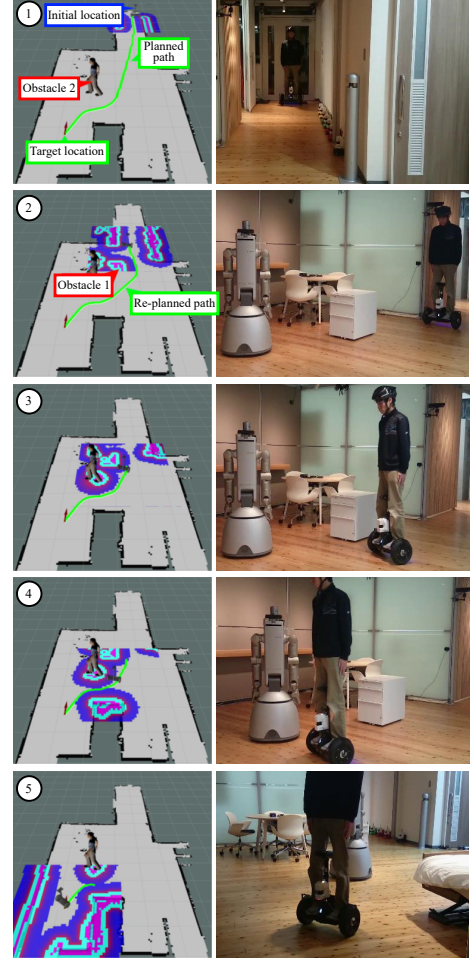 1
Initial location
Planned
path
Obstacle 2
Target location
2
Obstacle 1
Re-planned path
3
4
5